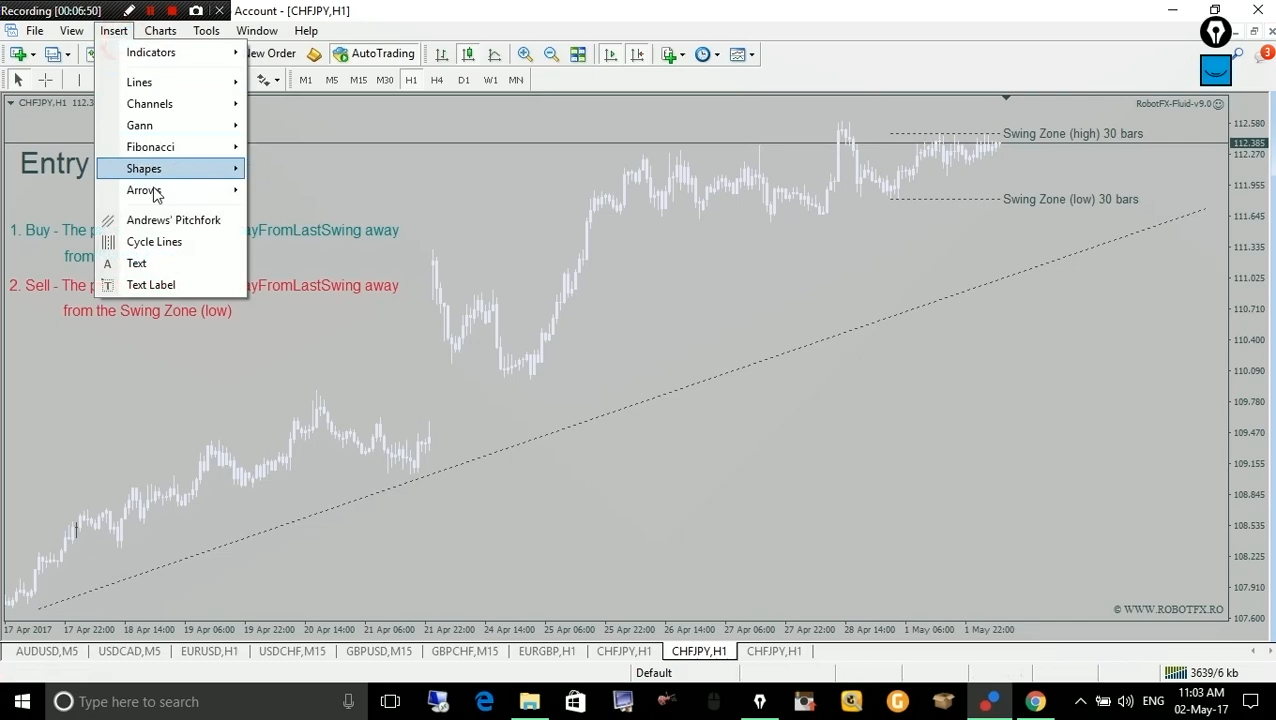 Recording [00:06:50]
Account - [CHFJPY,H1]
File View Insert Charts Tools Window Help
New Order AutoTrading
3
M1 M5 M15 M30 H1 H4 D1 W1 MN
Indicators
Lines
Channels
Gann
Fibonacci
Shapes
Arrows
Andrews' Pitchfork
Cycle Lines
Text
Text Label
CHFJPY,H1
RobotFX-Fluid-v9.0
Entry
1. Buy - The p ayFromLastSwing away
from
2. Sell - The p ayFromLastSwing away
from the Swing Zone (low)
Swing Zone (high) 30 bars
Swing Zone (low) 30 bars
112.580
112.385
112.270
111.955
111.645
111.335
111.025
110.710
110.400
110.090
109.780
109.470
109.155
108.845
108.535
108.225
107.910
107.600
© WWW.ROBOTFX.RO
17 Apr 2017 17 Apr 22:00 18 Apr 14:00 19 Apr 06:00 19 Apr 22:00 20 Apr 14:00 21 Apr 06:00 21 Apr 22:00 24 Apr 14:00 25 Apr 06:00 25 Apr 22:00 26 Apr 14:00 27 Apr 06:00 27 Apr 22:00 28 Apr 14:00 1 May 06:00 1 May 22:00
AUDUSD,M5 USDCAD,M5 EURUSD,H1 USDCHF,M15 GBPUSD,M15 GBPCHF,M15 EURGBP,H1 CHFJPY,H1 CHFJPY,H1 CHFJPY,H1
Default
3639/6 kb
Type here to search
ENG
11:03 AM
02-May-17